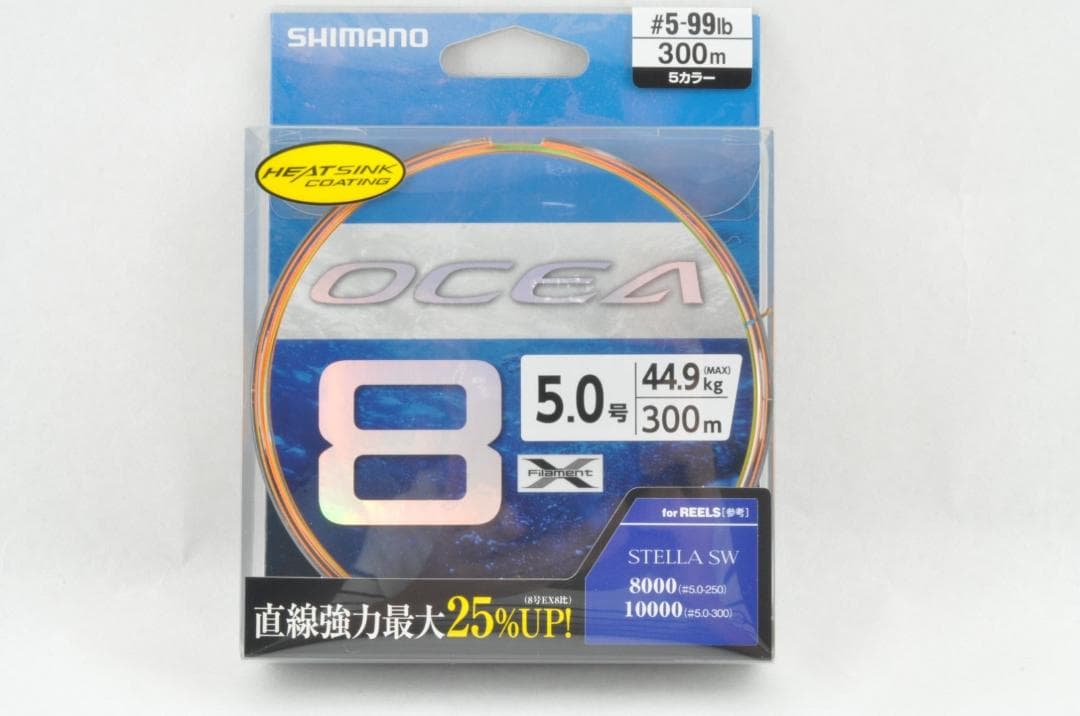 SHIMANO
#5-99lb
300m
5カラー
HEATSINK
COATING
OCEA
8
5.0号
44.9kg (MAX)
300m
X
Filament
for REELS[参考]
STELLA SW
8000(#5.0-250)
10000(#5.0-300)
(8号EX8比)
直線強力最大25%UP!